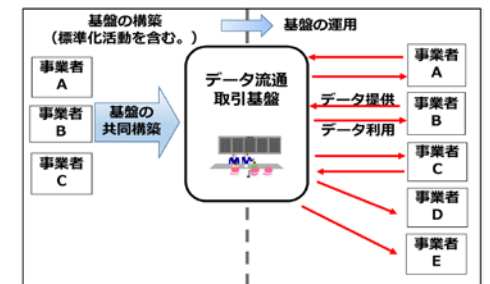 基盤の構築
（標準化活動を含む。）
基盤の運用
事業者
A
事業者
B
事業者
C
基盤の
共同構築
データ流通
取引基盤
データ提供
データ利用
事業者
A
事業者
B
事業者
C
事業者
D
事業者
E